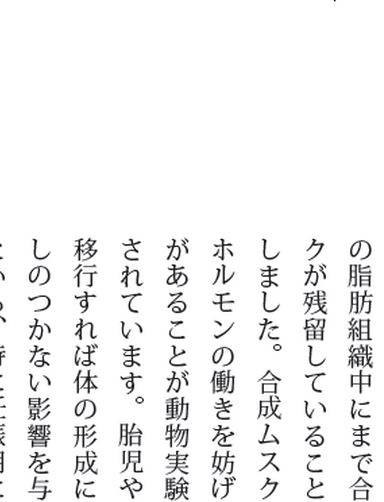 の脂肪組織中にまで合
クが残留していること
しました。合成ムスク
ホルモンの働きを妨げ
があることが動物実験
されています。胎児や
移行すれば体の形成に
しのつかない影響を与